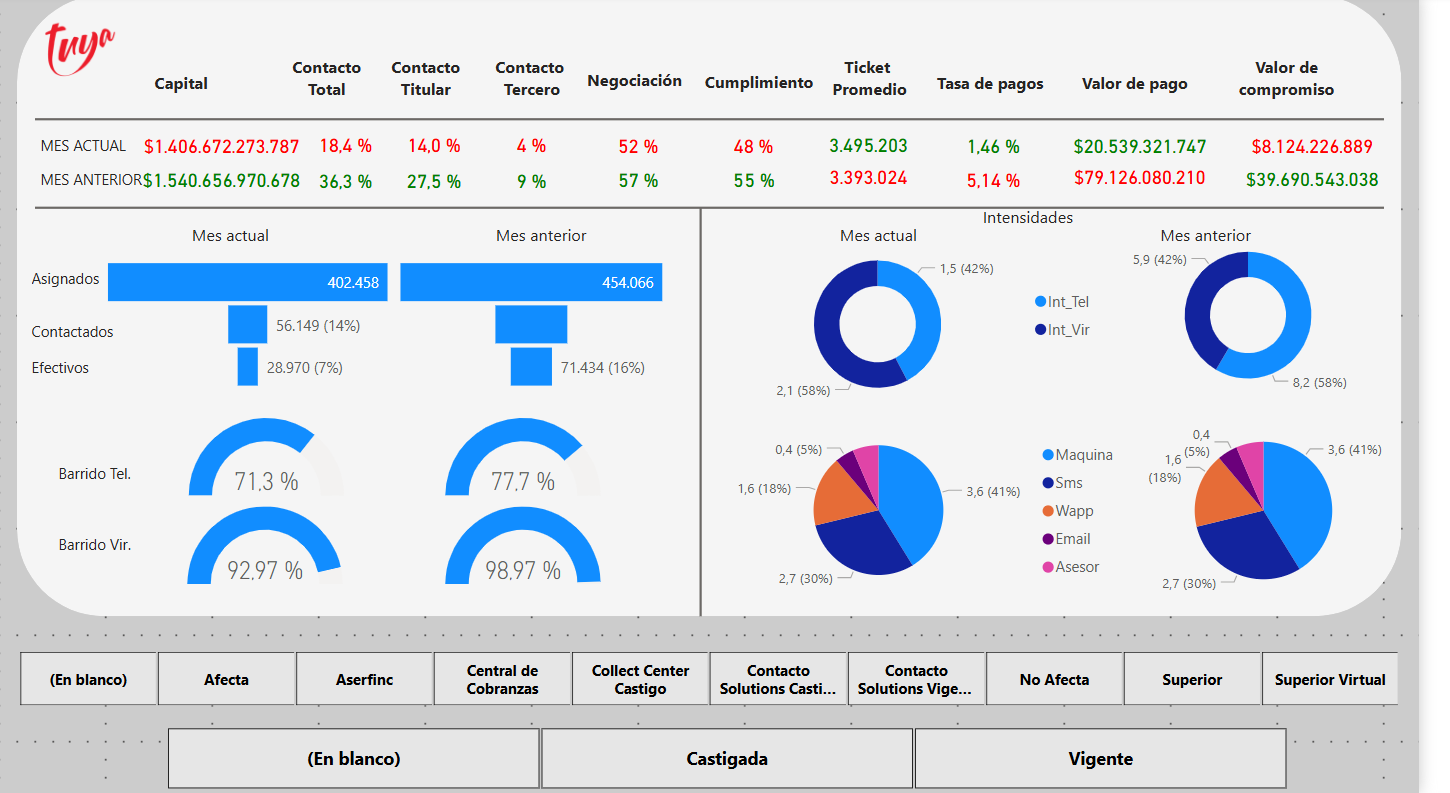 tuya
Capital
Contacto
Total
Contacto
Titular
Contacto
Tercero
Negociación
Cumplimiento
Ticket
Promedio
Tasa de pagos
Valor de pago
Valor de
compromiso
MES ACTUAL $1.406.672.273.787 18,4 % 14,0 % 4 % 52 % 48 % 3.495.203 1,46 % $20.539.321.747 $8.124.226.889
MES ANTERIOR $1.540.656.970.678 36,3 % 27,5 % 9 % 57 % 55 % 3.393.024 5,14 % $79.126.080.210 $39.690.543.038
Mes actual
Mes anterior
Asignados
402.458
454.066
Contactados
56.149 (14%)
Efectivos
28.970 (7%)
71.434 (16%)
Barrido Tel.
71,3 %
77,7 %
Barrido Vir.
92,97 %
98,97 %
Intensidades
Mes actual
Mes anterior
1,5 (42%)
2,1 (58%)
Int_Tel
Int_Vir
5,9 (42%)
8,2 (58%)
0,4 (5%)
1,6 (18%)
3,6 (41%)
2,7 (30%)
Maquina
Sms
Wapp
Email
Asesor
0,4
(5%)
1,6
(18%)
3,6 (41%)
2,7 (30%)
(En blanco)
Afecta
Aserfinc
Central de
Cobranzas
Collect Center
Castigo
Contacto
Solutions Casti...
Contacto
Solutions Vige...
No Afecta
Superior
Superior Virtual
(En blanco)
Castigada
Vigente